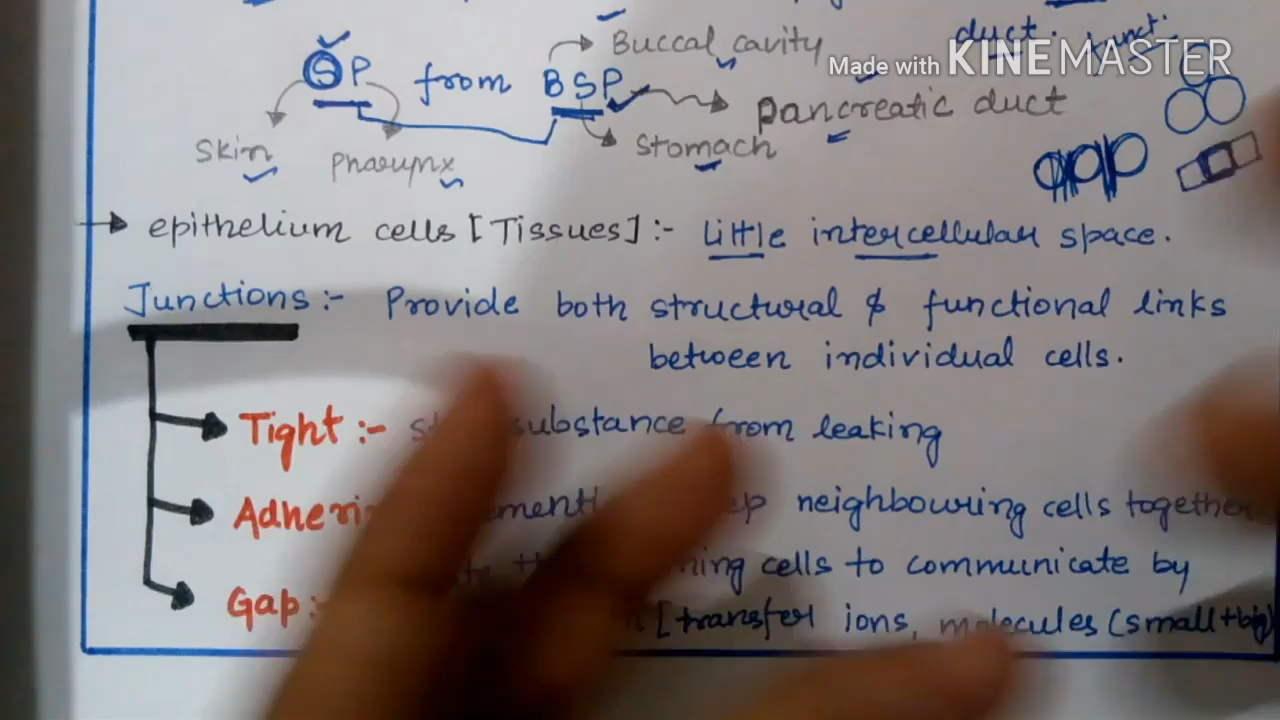 duct. funct.
Buccal cavity
Made with KINEMASTER
SP from BSP
pancreatic duct
Stomach
Skin Pharynx
gap
epithelium cells [Tissues] :- Little intercellular space.
Junctions :- Provide both structural & functional links
between individual cells.
Tight :- substance from leaking
neighbouring cells together
Gap :- cells to communicate by
[transfer ions, molecules (small+big)